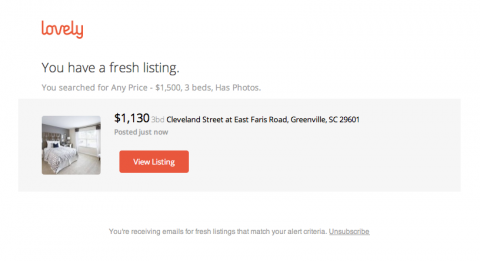 lovely
You have a fresh listing.
You searched for Any Price - $1,500, 3 beds, Has Photos.
$1,130 3bd Cleveland Street at East Faris Road, Greenville, SC 29601
Posted just now
View Listing
You're receiving emails for fresh listings that match your alert criteria. Unsubscribe